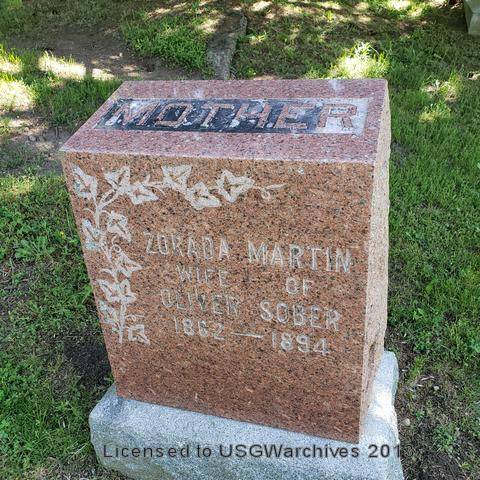 MOTHER
ZORADA MARTIN
WIFE OF
OLIVER SOBER
1862—1894
Licensed to USGWarchives